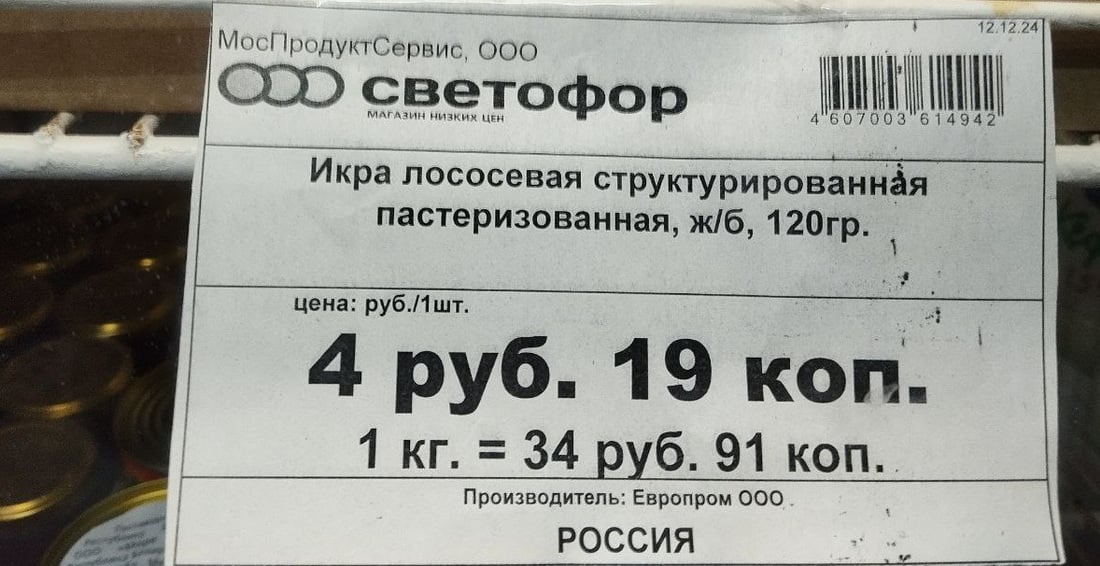 12.12.24
МосПродуктСервис, ООО
светофор
МАГАЗИН НИЗКИХ ЦЕН
4 607003 614942
Икра лососевая структурированная
пастеризованная, ж/б, 120гр.
цена: руб./1шт.
4 руб. 19 коп.
1 кг. = 34 руб. 91 коп.
Производитель: Европром ООО
РОССИЯ